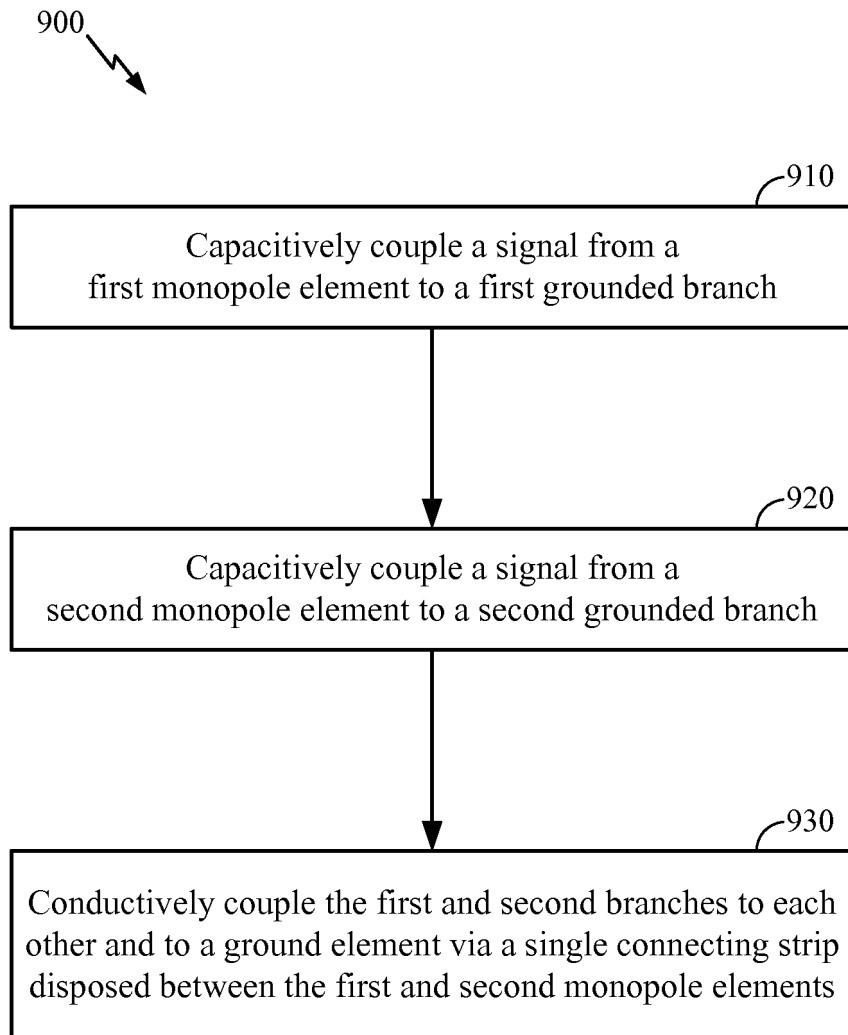 900
910
Capacitively couple a signal from a
first monopole element to a first grounded branch
920
Capacitively couple a signal from a
second monopole element to a second grounded branch
930
Conductively couple the first and second branches to each
other and to a ground element via a single connecting strip
disposed between the first and second monopole elements